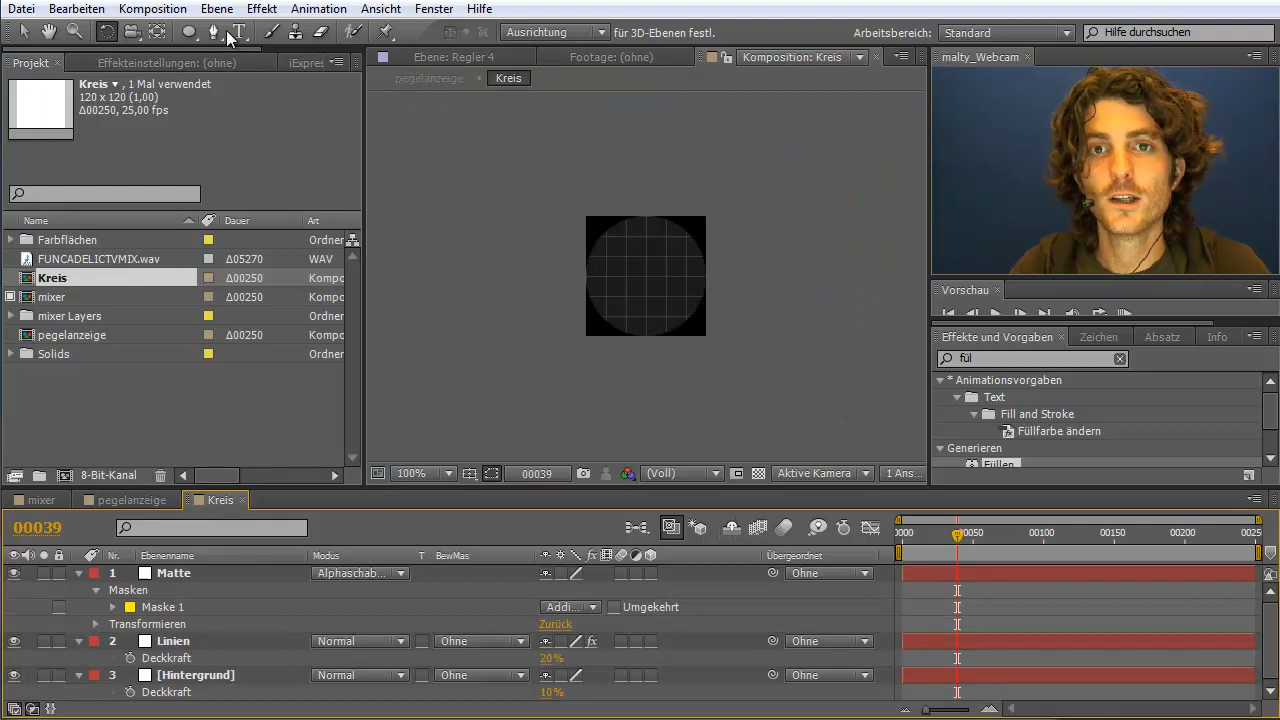 Datei Bearbeiten Komposition Ebene Effekt Animation Ansicht Fenster Hilfe
Ausrichtung für 3D-Ebenen festl. Arbeitsbereich: Standard Hilfe durchsuchen
Projekt Effekteinstellungen: (ohne) iExpres
Ebene: Regler 4 Footage: (ohne) Komposition: Kreis
malty_Webcam
Kreis , 1 Mal verwendet
120 x 120 (1,00)
Δ00250, 25,00 fps
pegelanzeige Kreis
Name Dauer Art
Farbflächen Ordner
FUNCADELICTVMIX.wav Δ05270 WAV
Kreis Δ00250 Kompo
mixer Δ00250 Kompo
mixer Layers Ordner
pegelanzeige Δ00250 Kompo
Solids Ordner
8-Bit-Kanal
100% 00039 (Voll) Aktive Kamera 1 Ans...
Vorschau
Effekte und Vorgaben Zeichen Absatz Info
fül
* Animationsvorgaben
Text
Fill and Stroke
Füllfarbe ändern
Generieren
Füllen
mixer pegelanzeige Kreis
00039
0000 00050 00100 00150 00200 0025
Nr. Ebenenname Modus T BewMas fx Übergeordnet
1 Matte Alphaschab... Ohne
Masken
Maske 1 Addi... Umgekehrt
Transformieren Zurück
2 Linien Normal Ohne fx Ohne
Deckkraft 20%
3 [Hintergrund] Normal Ohne Ohne
Deckkraft 10%